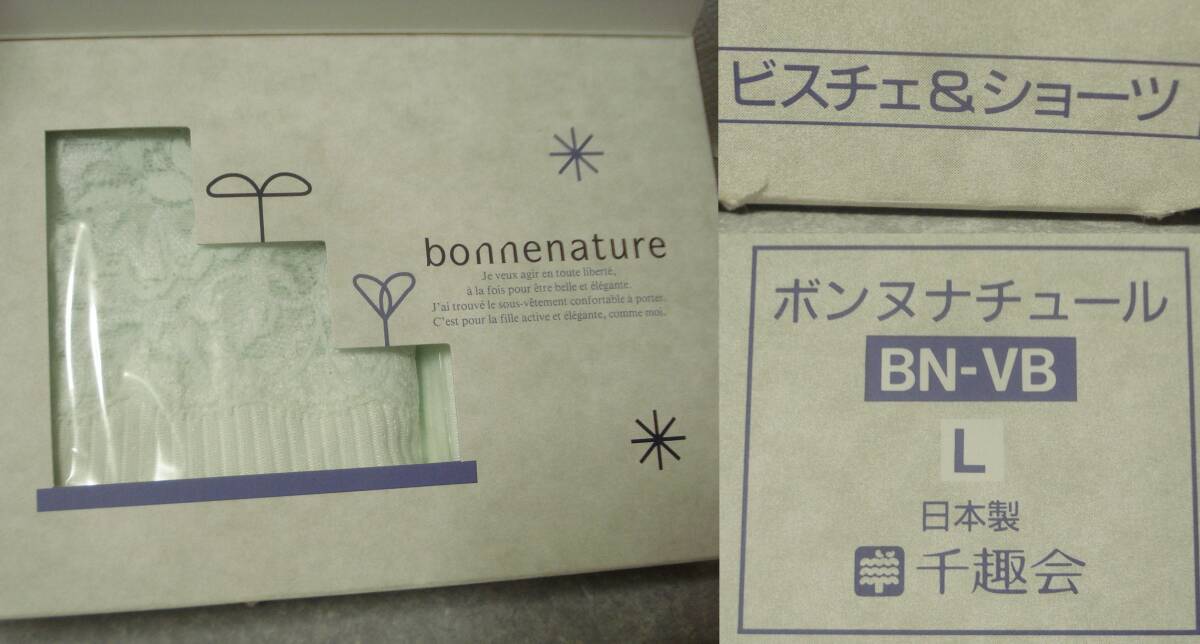 bonnenature
Je veux agir en toute liberté,
à la fois pour être belle et élégante.
J'ai trouvé le sous-vêtement confortable à porter.
C'est pour la fille active et élégante, comme moi.
ビスチェ&ショーツ
ボンヌナチュール
BN-VB
L
日本製
千趣会